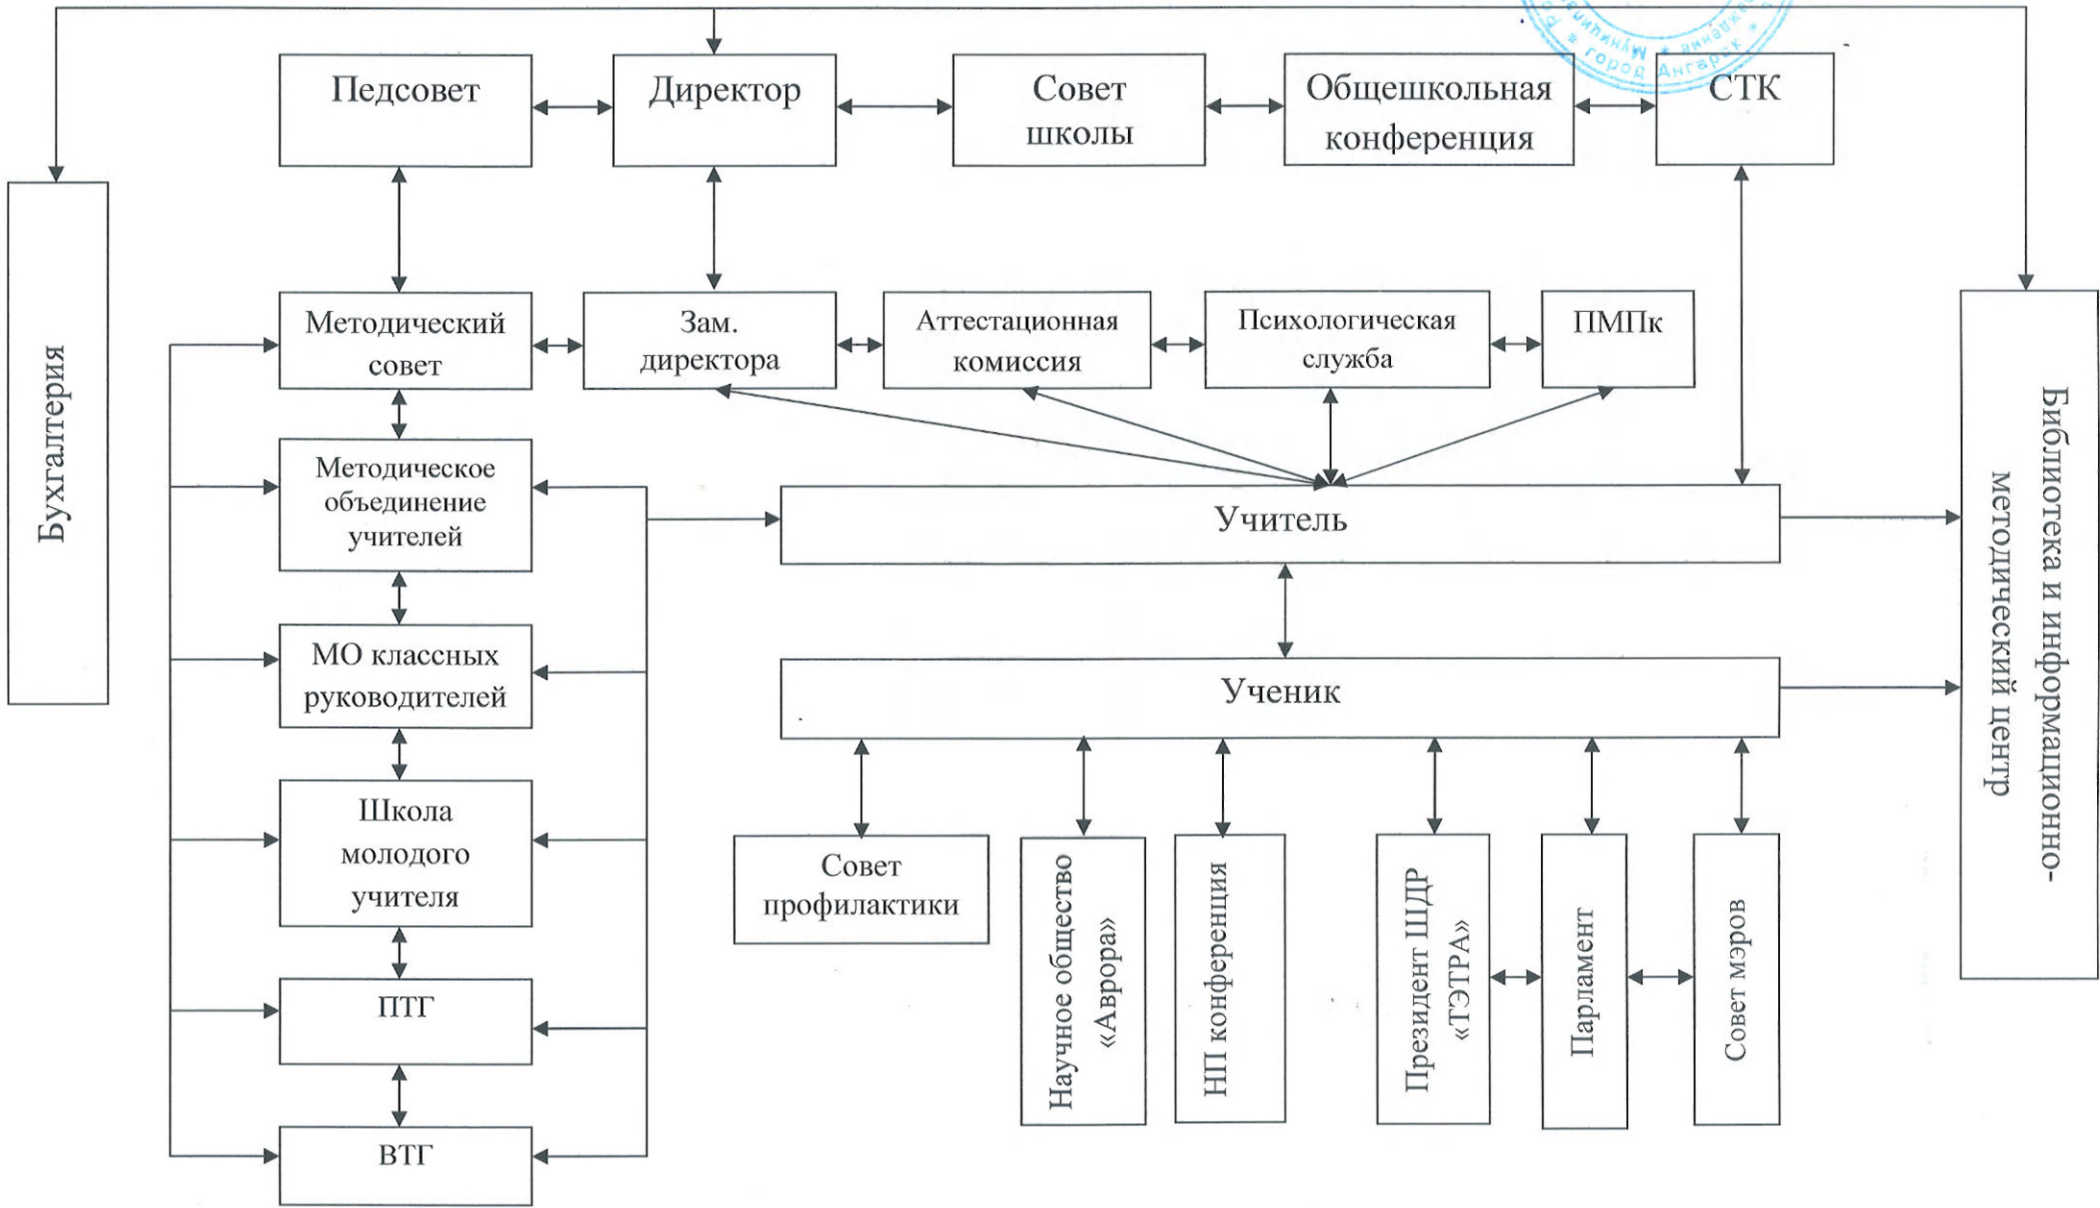 Педсовет
Директор
Совет
школы
Общешкольная
конференция
СТК
город Ангарск
Бухгалтерия
Методический
совет
Зам.
директора
Аттестационная
комиссия
Психологическая
служба
ПМПк
Библиотека и информационно-
методический центр
Методическое
объединение
учителей
Учитель
МО классных
руководителей
Ученик
Школа
молодого
учителя
Совет
профилактики
Научное общество
«Аврора»
НП конференция
Президент ШДР
«ТЭТРА»
Парламент
Совет мэров
ПТГ
ВТГ